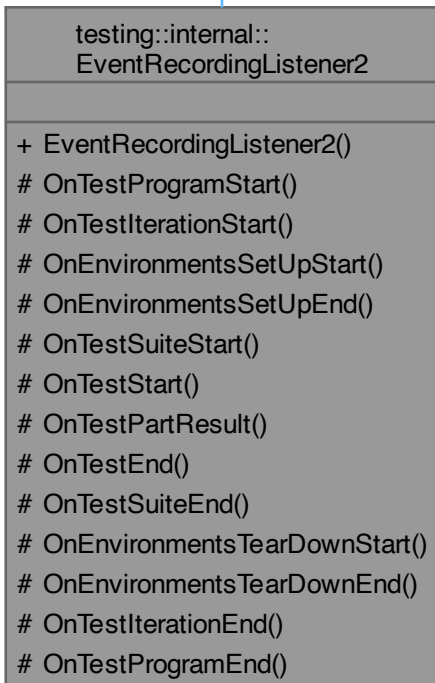 testing::internal::
EventRecordingListener2
+ EventRecordingListener2()
# OnTestProgramStart()
# OnTestIterationStart()
# OnEnvironmentsSetUpStart()
# OnEnvironmentsSetUpEnd()
# OnTestSuiteStart()
# OnTestStart()
# OnTestPartResult()
# OnTestEnd()
# OnTestSuiteEnd()
# OnEnvironmentsTearDownStart()
# OnEnvironmentsTearDownEnd()
# OnTestIterationEnd()
# OnTestProgramEnd()